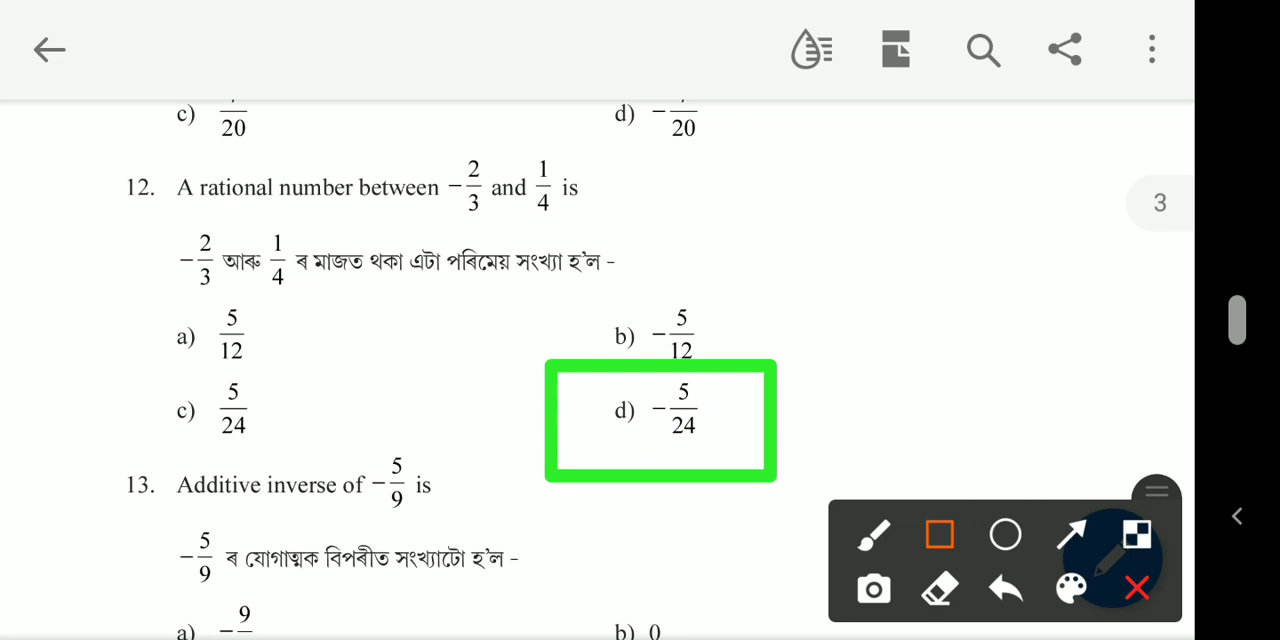 c) 20
d) − 20
12. A rational number between −2/3 and 1/4 is
3
−2/3 আৰু 1/4 ৰ মাজত থকা এটা পৰিমেয় সংখ্যা হ’ল -
a) 5/12
b) −5/12
c) 5/24
d) −5/24
13. Additive inverse of −5/9 is
−5/9 ৰ যোগাত্মক বিপৰীত সংখ্যাটো হ’ল -
a) −9
b) 0